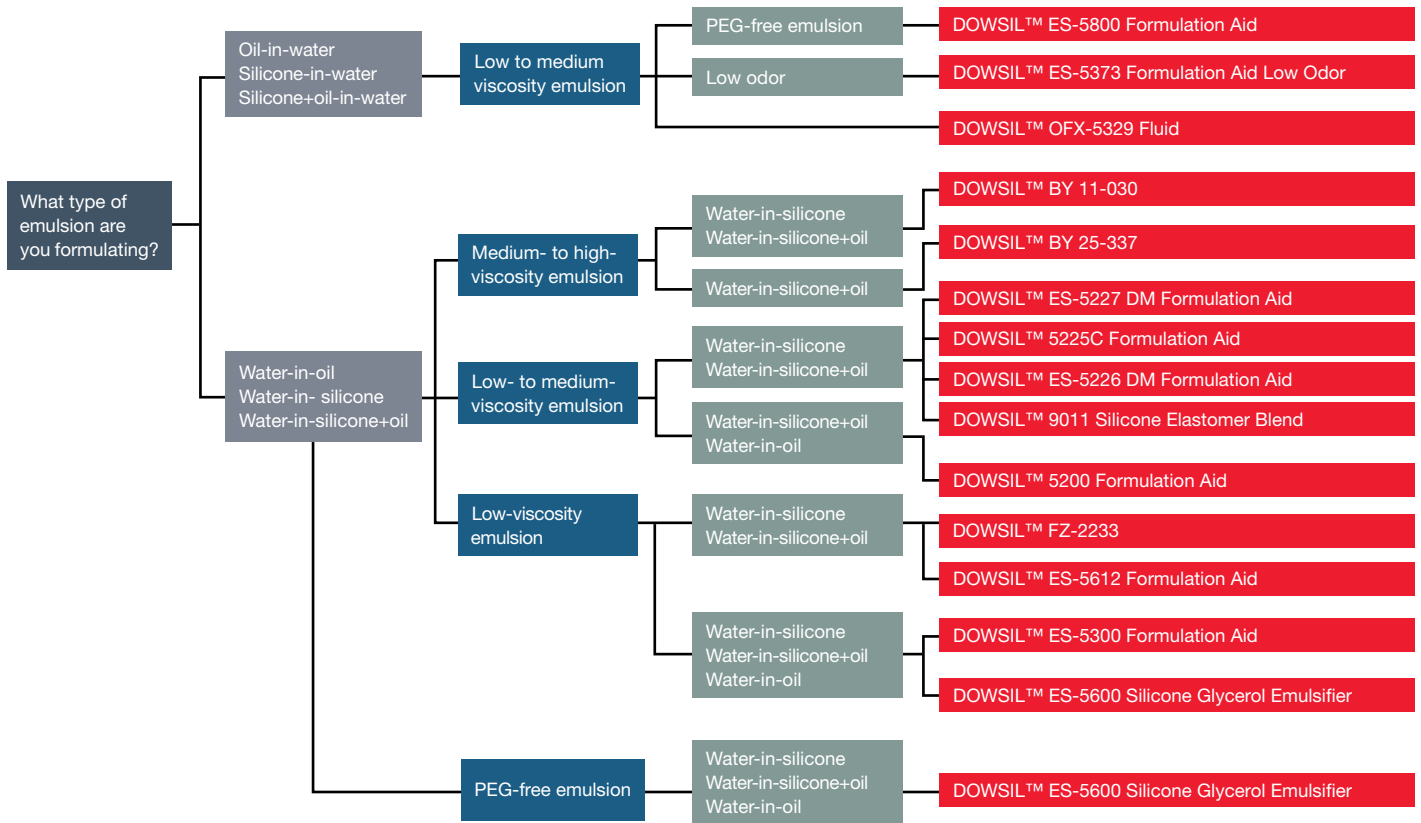 What type of
emulsion are
you formulating?
Oil-in-water
Silicone-in-water
Silicone+oil-in-water
Low to medium
viscosity emulsion
PEG-free emulsion
DOWSIL™ ES-5800 Formulation Aid
Low odor
DOWSIL™ ES-5373 Formulation Aid Low Odor
DOWSIL™ OFX-5329 Fluid
Water-in-oil
Water-in- silicone
Water-in-silicone+oil
Medium- to high-
viscosity emulsion
Water-in-silicone
Water-in-silicone+oil
DOWSIL™ BY 11-030
Water-in-silicone+oil
DOWSIL™ BY 25-337
Low- to medium-
viscosity emulsion
Water-in-silicone
Water-in-silicone+oil
DOWSIL™ ES-5227 DM Formulation Aid
DOWSIL™ 5225C Formulation Aid
DOWSIL™ ES-5226 DM Formulation Aid
DOWSIL™ 9011 Silicone Elastomer Blend
Water-in-silicone+oil
Water-in-oil
DOWSIL™ 5200 Formulation Aid
Low-viscosity
emulsion
Water-in-silicone
Water-in-silicone+oil
DOWSIL™ FZ-2233
DOWSIL™ ES-5612 Formulation Aid
Water-in-silicone
Water-in-silicone+oil
Water-in-oil
DOWSIL™ ES-5300 Formulation Aid
DOWSIL™ ES-5600 Silicone Glycerol Emulsifier
PEG-free emulsion
Water-in-silicone
Water-in-silicone+oil
Water-in-oil
DOWSIL™ ES-5600 Silicone Glycerol Emulsifier